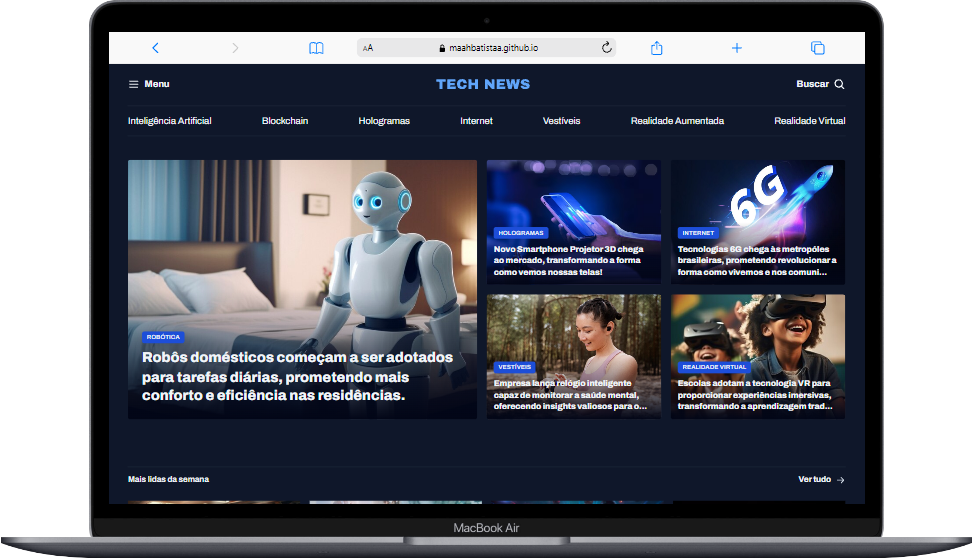 AA maahbatistaa.github.io
Menu
TECH NEWS
Buscar
Inteligência Artificial Blockchain Hologramas Internet Vestíveis Realidade Aumentada Realidade Virtual
ROBÓTICA
Robôs domésticos começam a ser adotados
para tarefas diárias, prometendo mais
conforto e eficiência nas residências.
HOLOGRAMAS
Novo Smartphone Projetor 3D chega
ao mercado, transformando a forma
como vemos nossas telas!
6G
INTERNET
Tecnologias 6G chega às metropóles
brasileiras, prometendo revolucionar a
forma como vivemos e nos comuni...
VESTÍVEIS
Empresa lança relógio inteligente
capaz de monitorar a saúde mental,
oferecendo insights valiosos para o...
REALIDADE VIRTUAL
Escolas adotam a tecnologia VR para
proporcionar experiências imersivas,
transformando a aprendizagem trad...
Mais lidas da semana
Ver tudo
MacBook Air